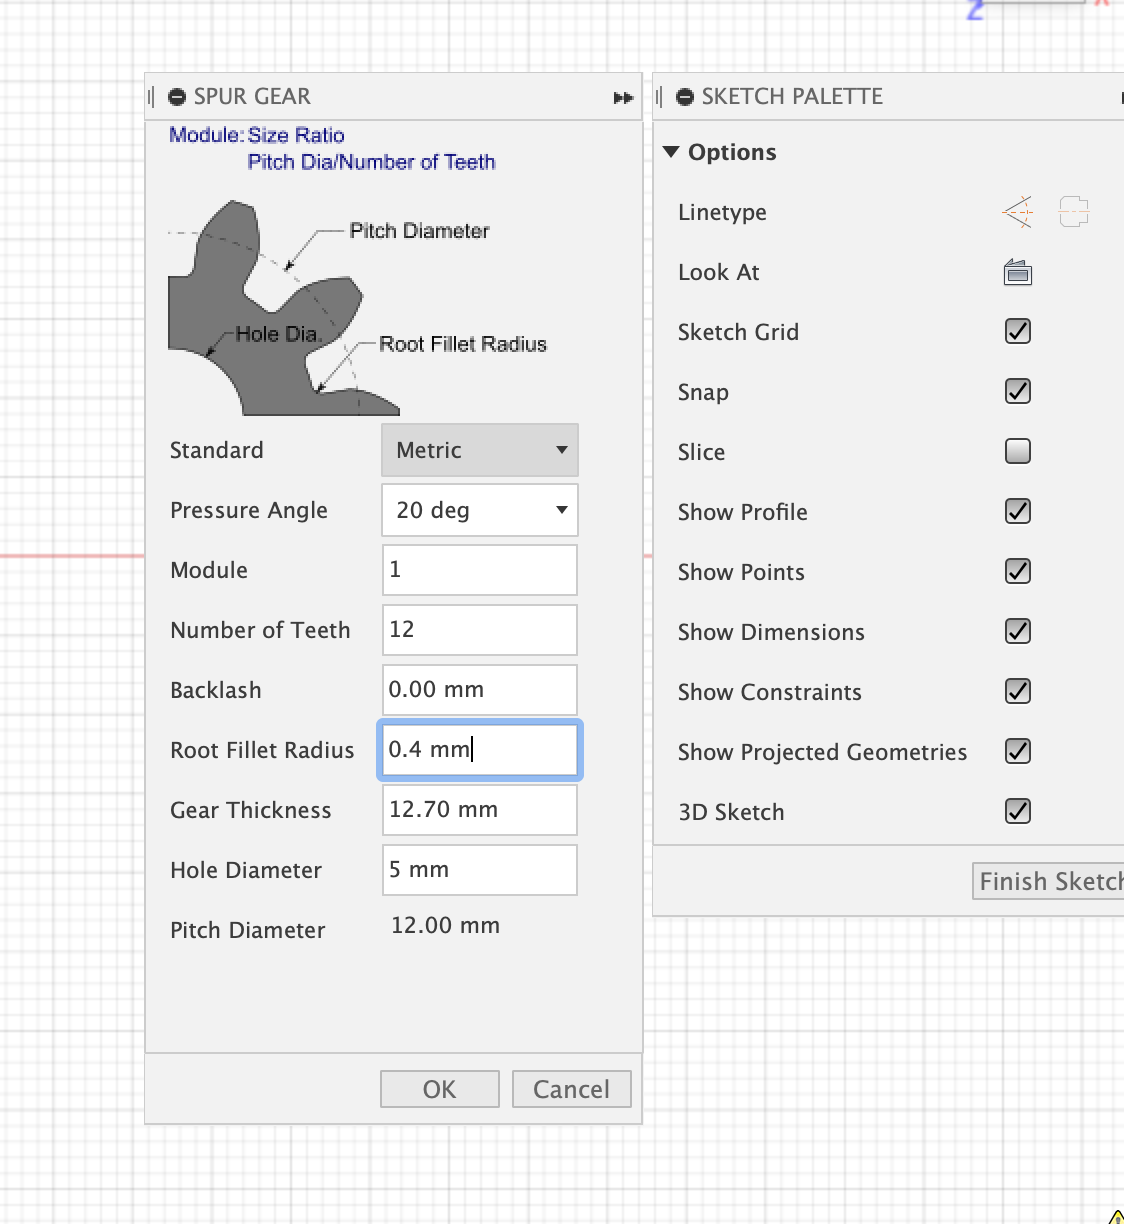 Z
X
SPUR GEAR
Module: Size Ratio
Pitch Dia/Number of Teeth
Pitch Diameter
Hole Dia.
Root Fillet Radius
Standard Metric
Pressure Angle 20 deg
Module 1
Number of Teeth 12
Backlash 0.00 mm
Root Fillet Radius 0.4 mm
Gear Thickness 12.70 mm
Hole Diameter 5 mm
Pitch Diameter 12.00 mm
OK Cancel
SKETCH PALETTE
Options
Linetype
Look At
Sketch Grid
Snap
Slice
Show Profile
Show Points
Show Dimensions
Show Constraints
Show Projected Geometries
3D Sketch
Finish Sketch